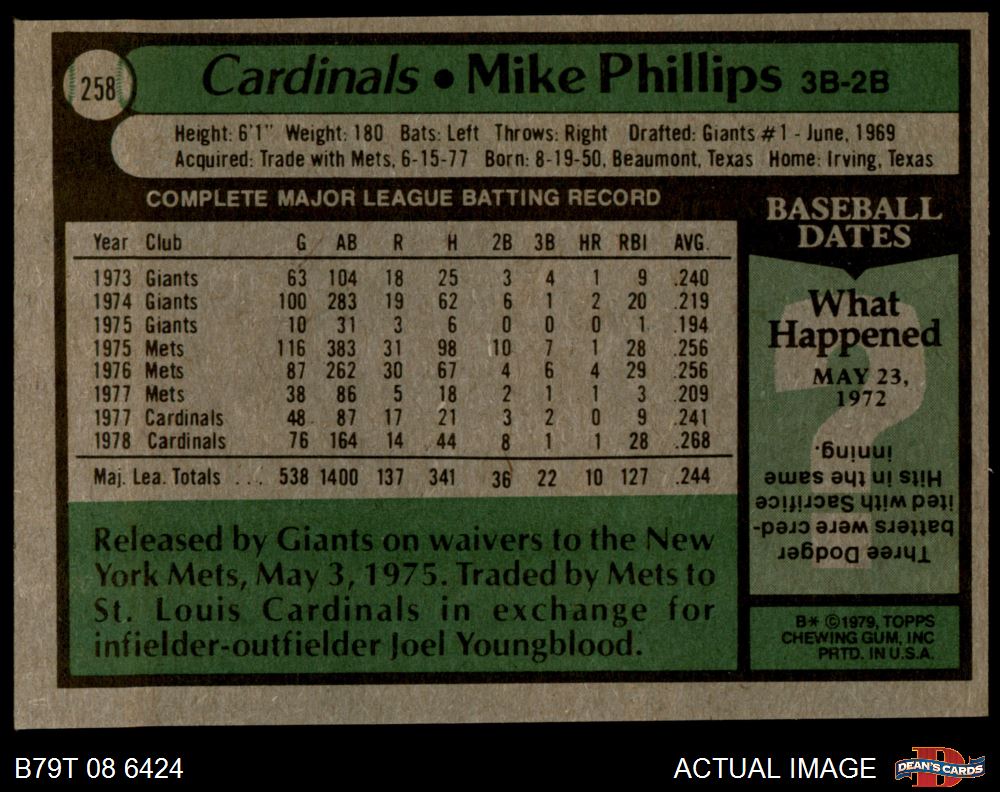 258
Cardinals • Mike Phillips 3B-2B
Height: 6'1" Weight: 180 Bats: Left Throws: Right Drafted: Giants #1 - June, 1969
Acquired: Trade with Mets, 6-15-77 Born: 8-19-50, Beaumont, Texas Home: Irving, Texas
COMPLETE MAJOR LEAGUE BATTING RECORD
Year Club G AB R H 2B 3B HR RBI AVG.
1973 Giants 63 104 18 25 3 4 1 9 .240
1974 Giants 100 283 19 62 6 1 2 20 .219
1975 Giants 10 31 3 6 0 0 0 1 .194
1975 Mets 116 383 31 98 10 7 1 28 .256
1976 Mets 87 262 30 67 4 6 4 29 .256
1977 Mets 38 86 5 18 2 1 1 3 .209
1977 Cardinals 48 87 17 21 3 2 0 9 .241
1978 Cardinals 76 164 14 44 8 1 1 28 .268
Maj. Lea. Totals ... 538 1400 137 341 36 22 10 127 .244
Released by Giants on waivers to the New
York Mets, May 3, 1975. Traded by Mets to
St. Louis Cardinals in exchange for
infielder-outfielder Joel Youngblood.
BASEBALL
DATES
What
Happened
MAY 23,
1972
Three Dodger
batters were cred-
ited with Sacrifice
Hits in the same
inning.
B* ©1979, TOPPS
CHEWING GUM, INC
PRTD. IN U.S.A.
B79T 08 6424
ACTUAL IMAGE
DEAN'S CARDS